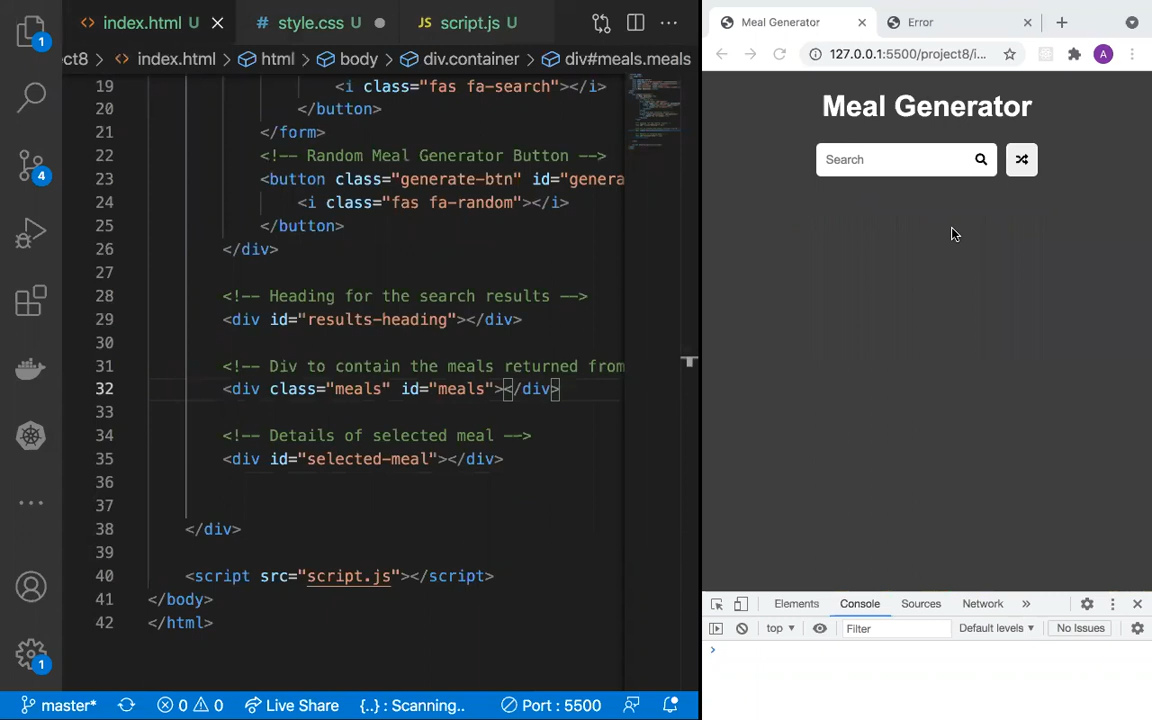 index.html U
style.css U
script.js U
ect8
index.html
html
body
div.container
div#meals.meals
19 <i class="fas fa-search"></i>
20 </button>
21 </form>
22 <!-- Random Meal Generator Button -->
23 <button class="generate-btn" id="genera
24 <i class="fas fa-random"></i>
25 </button>
26 </div>
27
28 <!-- Heading for the search results -->
29 <div id="results-heading"></div>
30
31 <!-- Div to contain the meals returned from
32 <div class="meals" id="meals"></div>
33
34 <!-- Details of selected meal -->
35 <div id="selected-meal"></div>
36
37
38 </div>
39
40 <script src="script.js"></script>
41 </body>
42 </html>
1
4
1
master*
0 0
Live Share
{..} : Scanning..
Port : 5500
Meal Generator
Error
127.0.0.1:5500/project8/i...
A
Meal Generator
Search
Elements
Console
Sources
Network
»
top
Filter
Default levels
No Issues